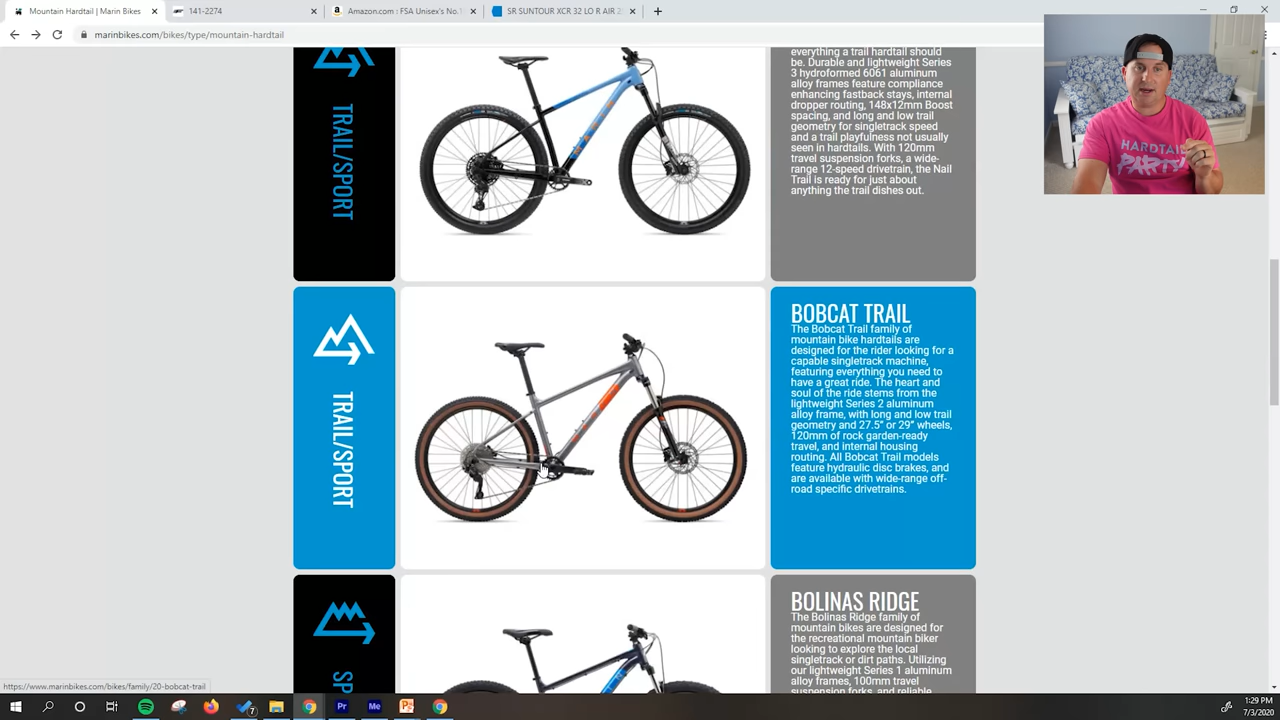 Mountain Hardtail | Marin Bikes
141-2274
Amazon.com : FSA Unisex's No.1
SR SUNTOUR XCR 32 LO R AIR 2
marinbikes.com/bikes/type/mountain-hardtail
TRAIL/SPORT
everything a trail hardtail should
be. Durable and lightweight Series
3 hydroformed 6061 aluminum
alloy frames feature compliance
enhancing fastback stays, internal
dropper routing, 148x12mm Boost
spacing, and long and low trail
geometry for singletrack speed
and a trail playfulness not usually
seen in hardtails. With 120mm
travel suspension forks, a wide-
range 12-speed drivetrain, the Nail
Trail is ready for just about
anything the trail dishes out.
HARDTAIL
PARTY
TRAIL/SPORT
BOBCAT TRAIL
The Bobcat Trail family of
mountain bike hardtails are
designed for the rider looking for a
capable singletrack machine,
featuring everything you need to
have a great ride. The heart and
soul of the ride stems from the
lightweight Series 2 aluminum
alloy frame, with long and low trail
geometry and 27.5" or 29" wheels,
120mm of rock garden-ready
travel, and internal housing
routing. All Bobcat Trail models
feature hydraulic disc brakes, and
are available with wide-range off-
road specific drivetrains.
SP
BOLINAS RIDGE
The Bolinas Ridge family of
mountain bikes are designed for
the recreational mountain biker
looking to explore the local
singletrack or dirt paths. Utilizing
our lightweight Series 1 aluminum
alloy frames, 100mm travel
suspension forks, and reliable
https://www.marinbikes.com/bikes/family/20-bobcat-trail
Pr
Me
1:29 PM
7/3/2020